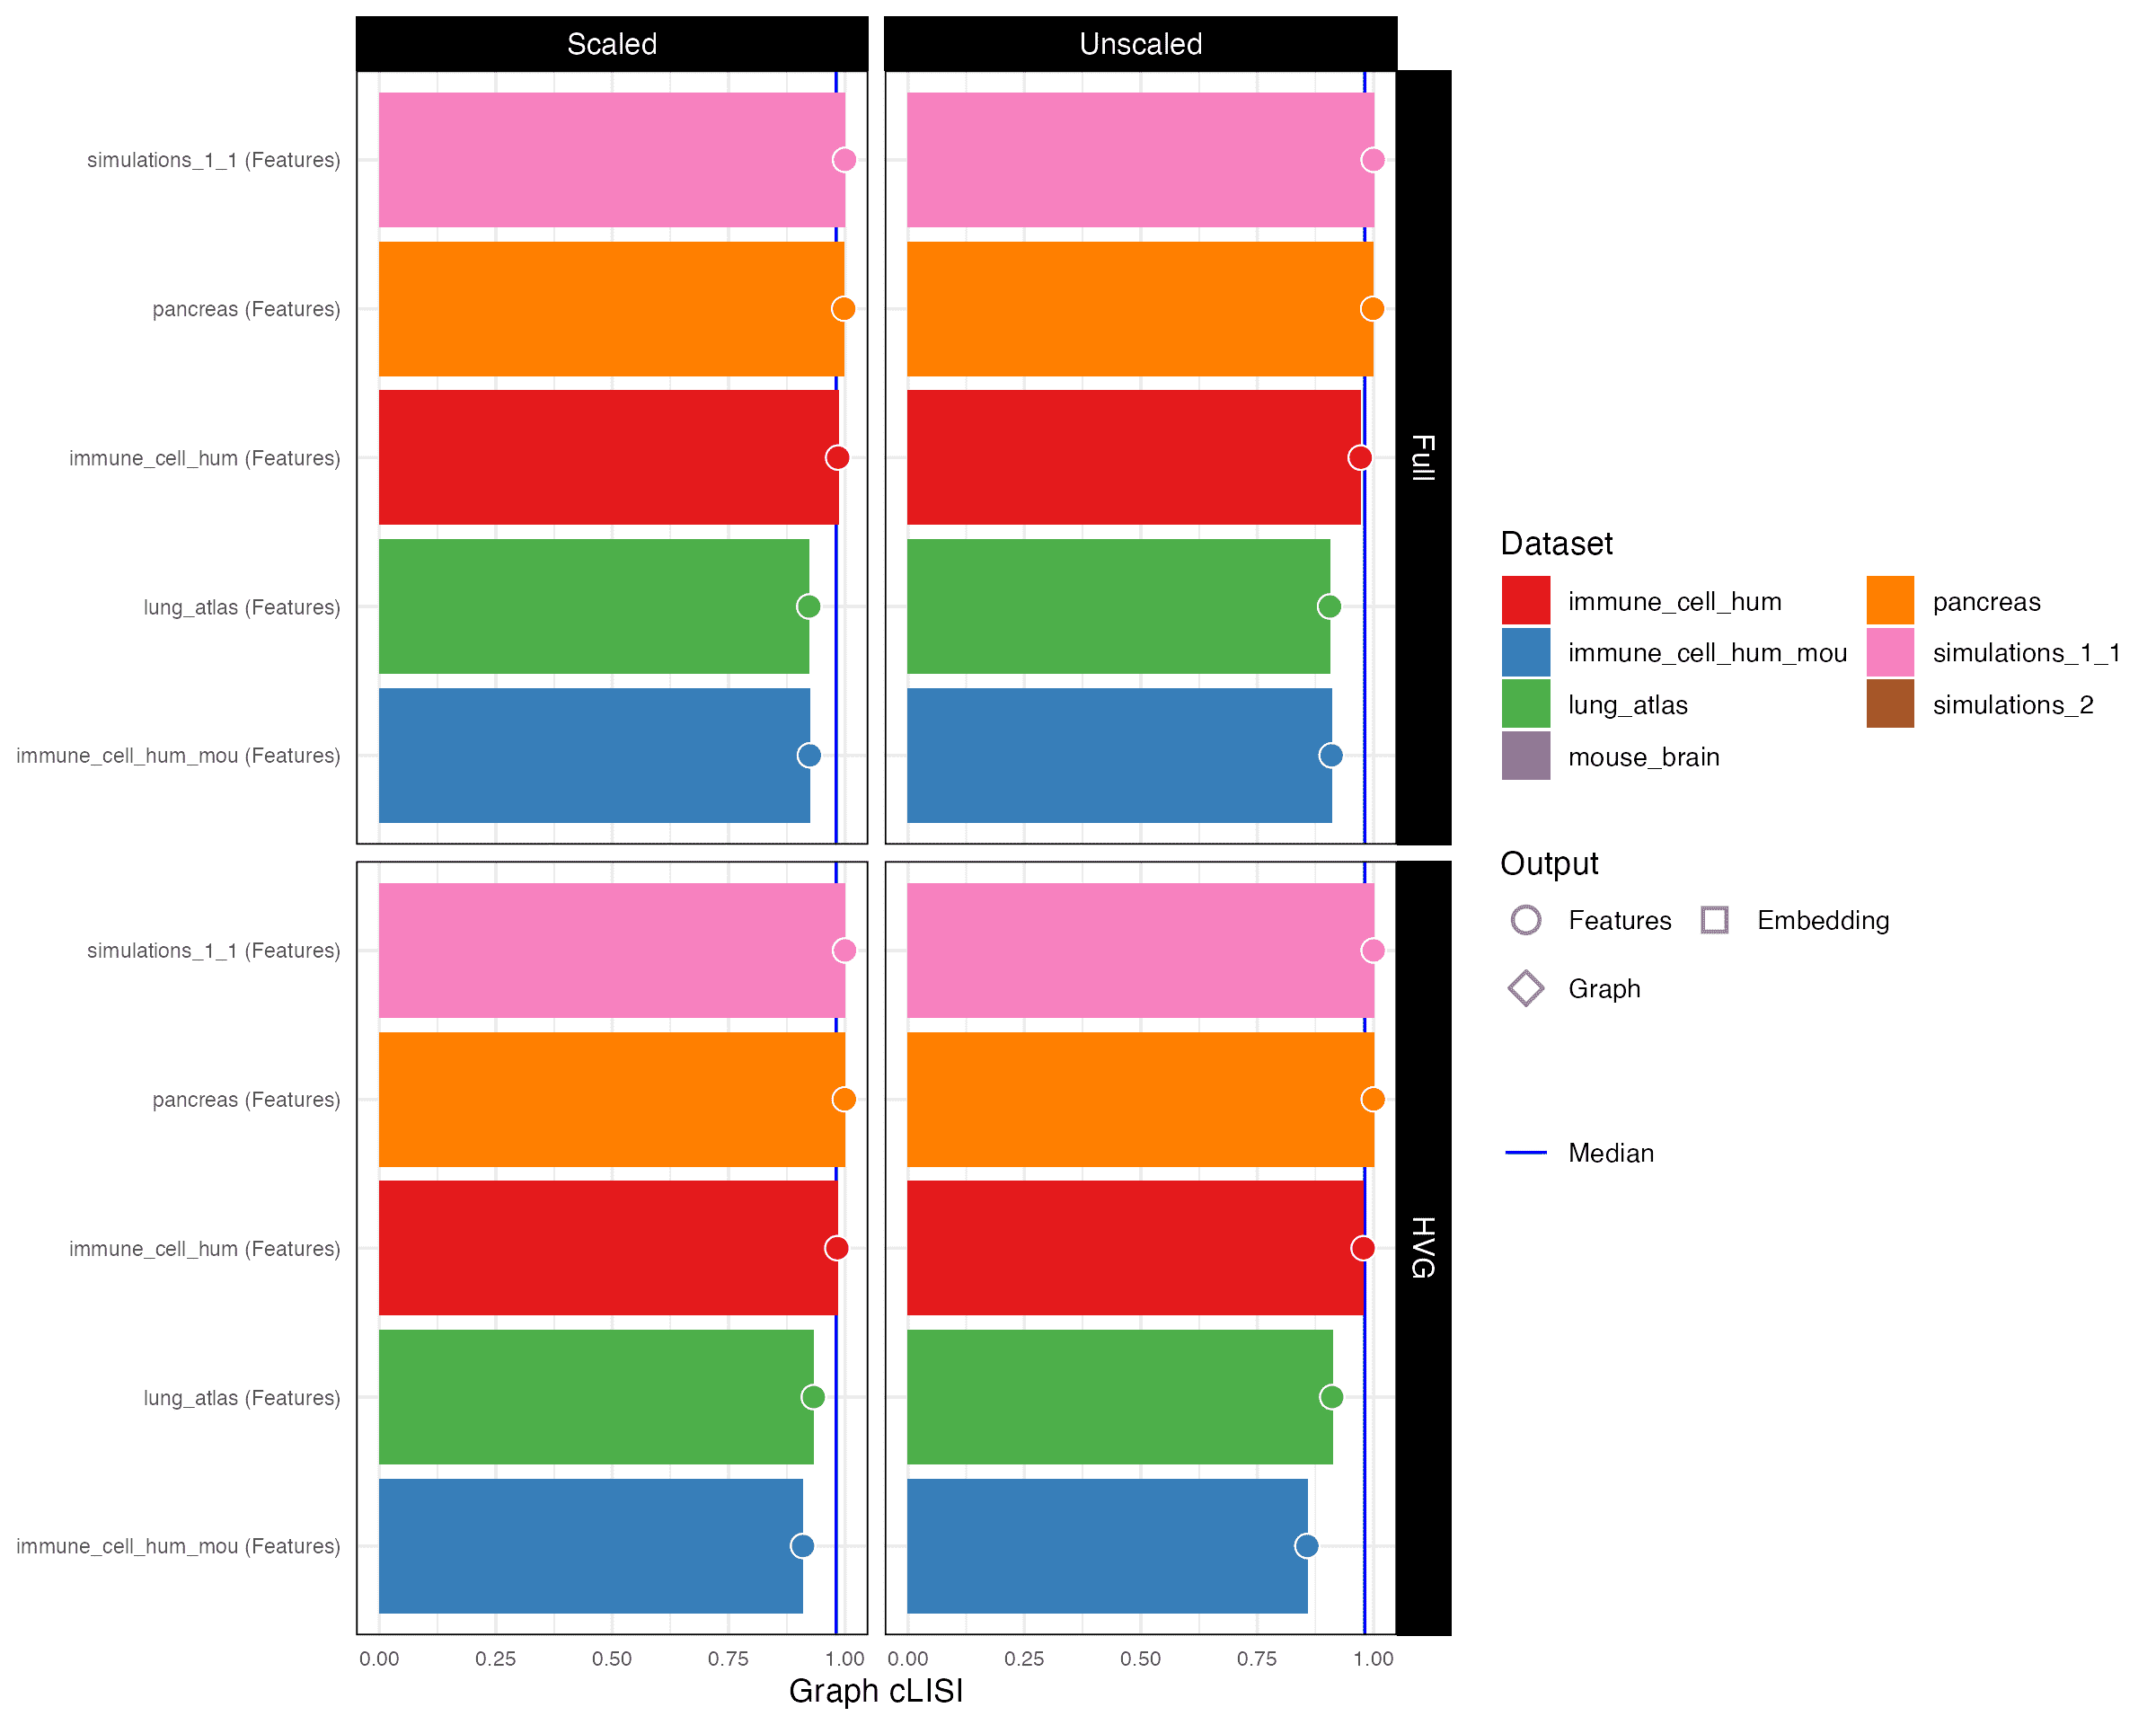 Scaled
Unscaled
simulations_1_1 (Features)
pancreas (Features)
immune_cell_hum (Features)
lung_atlas (Features)
immune_cell_hum_mou (Features)
Full
simulations_1_1 (Features)
pancreas (Features)
immune_cell_hum (Features)
lung_atlas (Features)
immune_cell_hum_mou (Features)
HVG
0.00 0.25 0.50 0.75 1.00
0.00 0.25 0.50 0.75 1.00
Graph cLISI
Dataset
immune_cell_hum
immune_cell_hum_mou
lung_atlas
mouse_brain
pancreas
simulations_1_1
simulations_2
Output
Features
Embedding
Graph
Median